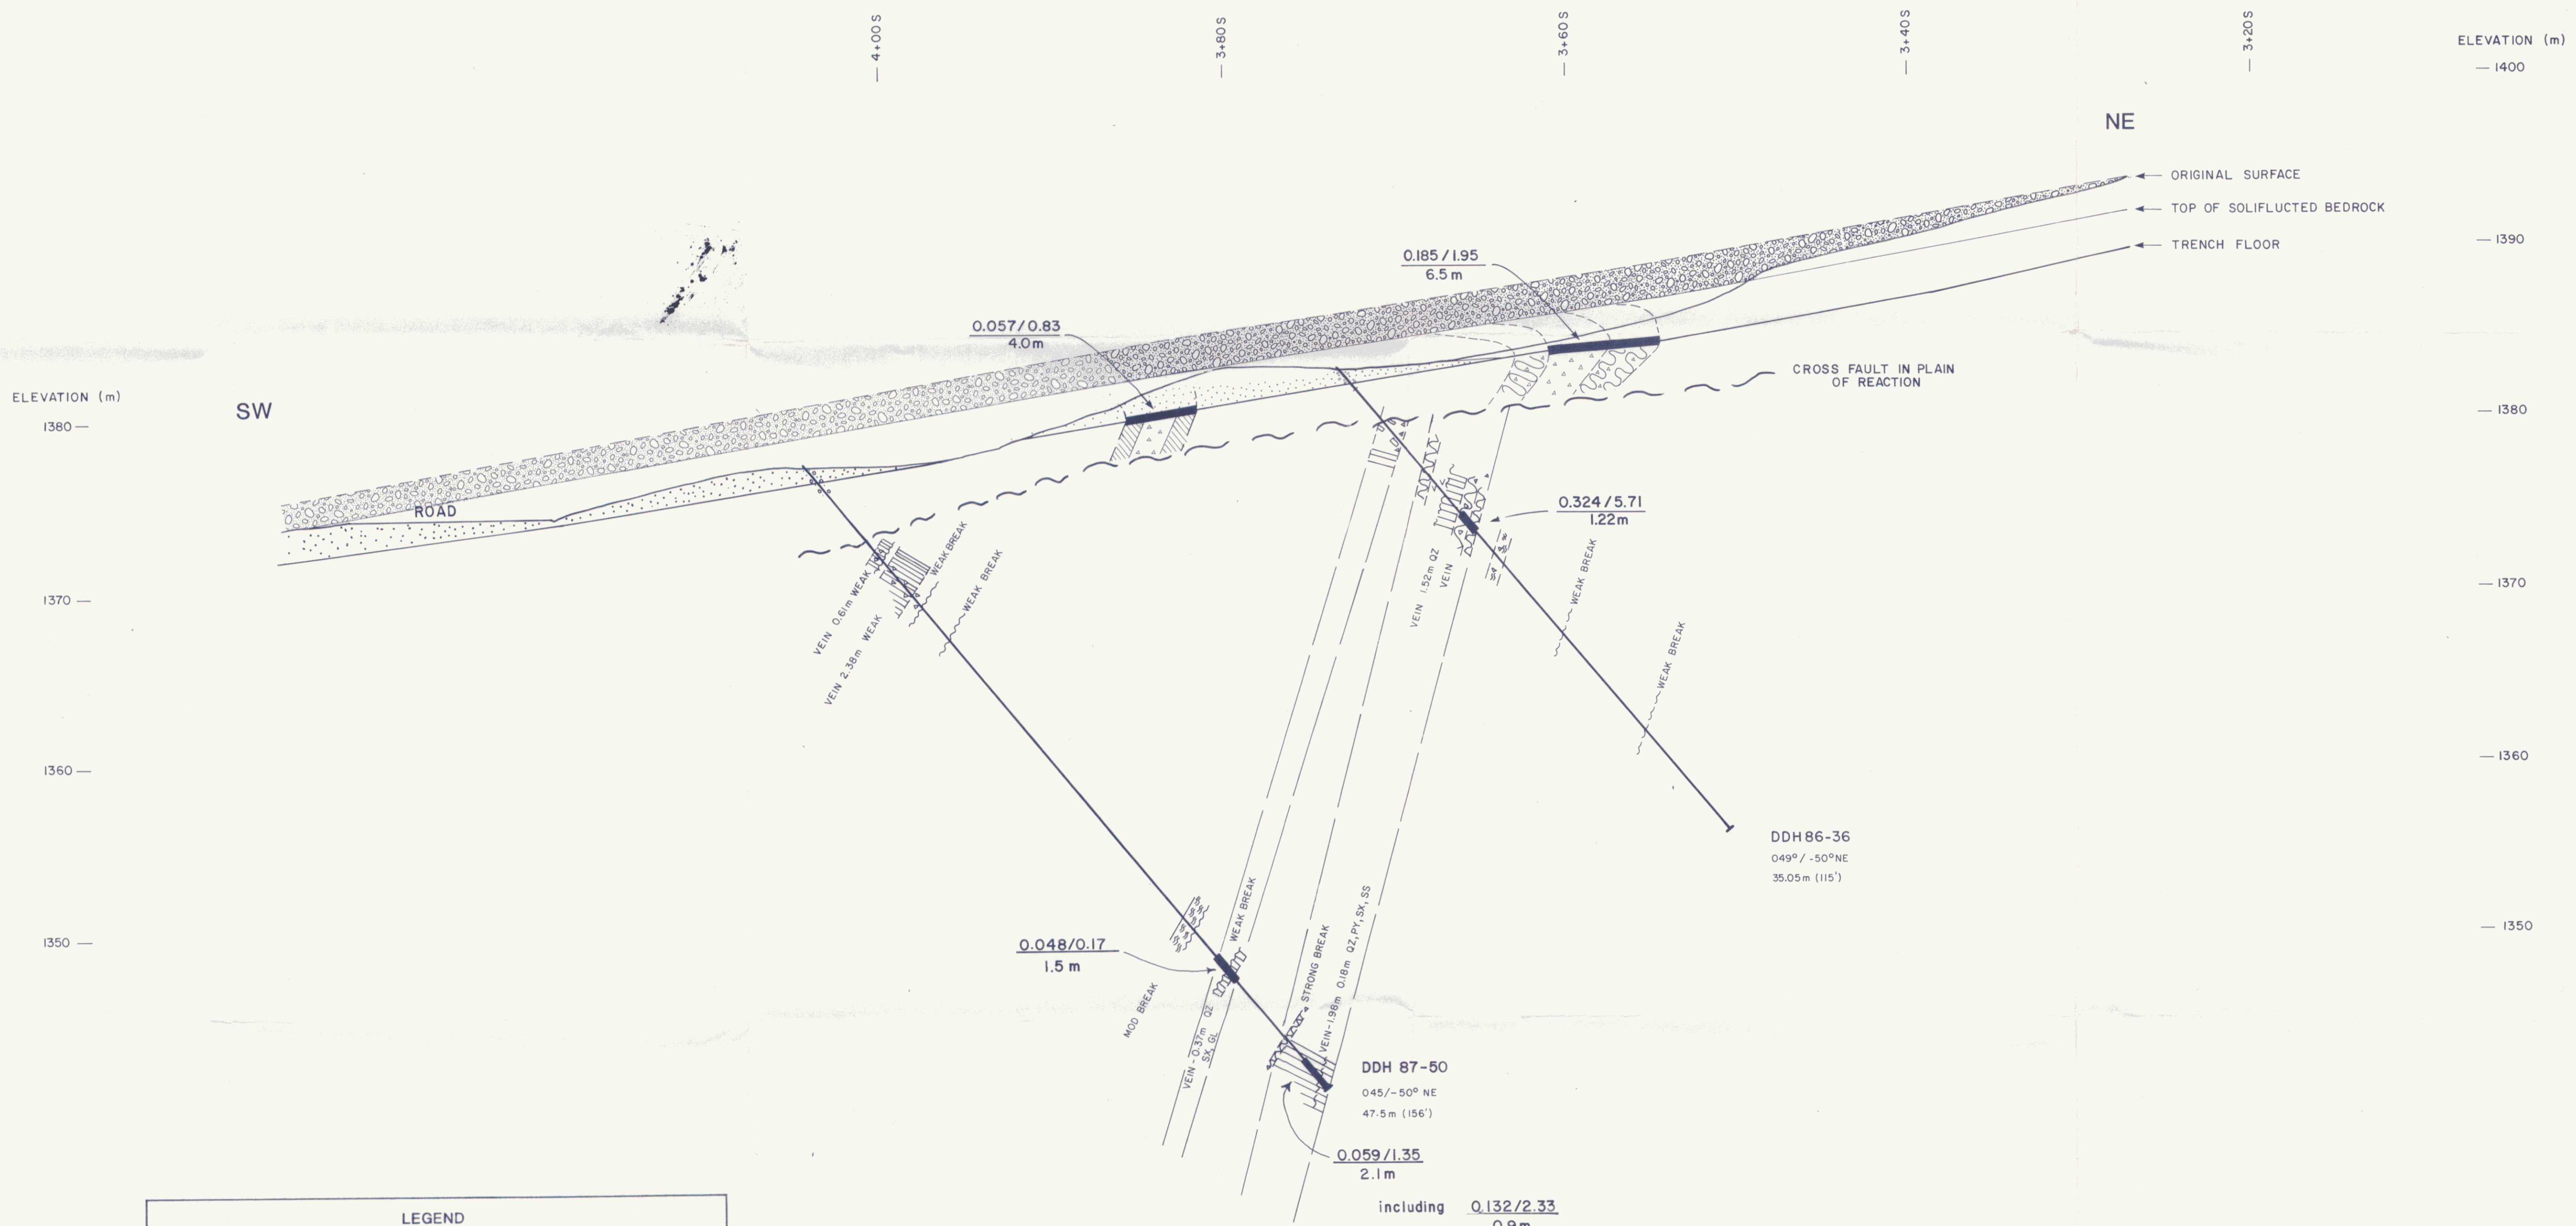 4+00S
3+80S
3+60S
3+40S
3+20S
ELEVATION (m)
1400
NE
ORIGINAL SURFACE
TOP OF SOLIFLUCTED BEDROCK
TRENCH FLOOR
1390
0.185/1.95
6.5m
0.057/0.83
4.0m
CROSS FAULT IN PLAIN
OF REACTION
ELEVATION (m)
SW
1380
1380
ROAD
0.324/5.71
1.22m
WEAK BREAK
WEAK BREAK
VEIN 0.61m WEAK
VEIN 2.38m WEAK
VEIN 1.52m QZ
VEIN
WEAK BREAK
WEAK BREAK
1370
1370
1360
1360
DDH86-36
049°/-50°NE
35.05m (115')
1350
1350
0.048/0.17
1.5 m
MOD BREAK
WEAK BREAK
VEIN - 0.37m QZ
SX, GL
STRONG BREAK
VEIN-1.98m 0.18m QZ,PY,SX,SS
DDH 87-50
045/-50° NE
47.5m (156')
0.059/1.35
2.1m
including 0.132/2.33
0.9m
LEGEND